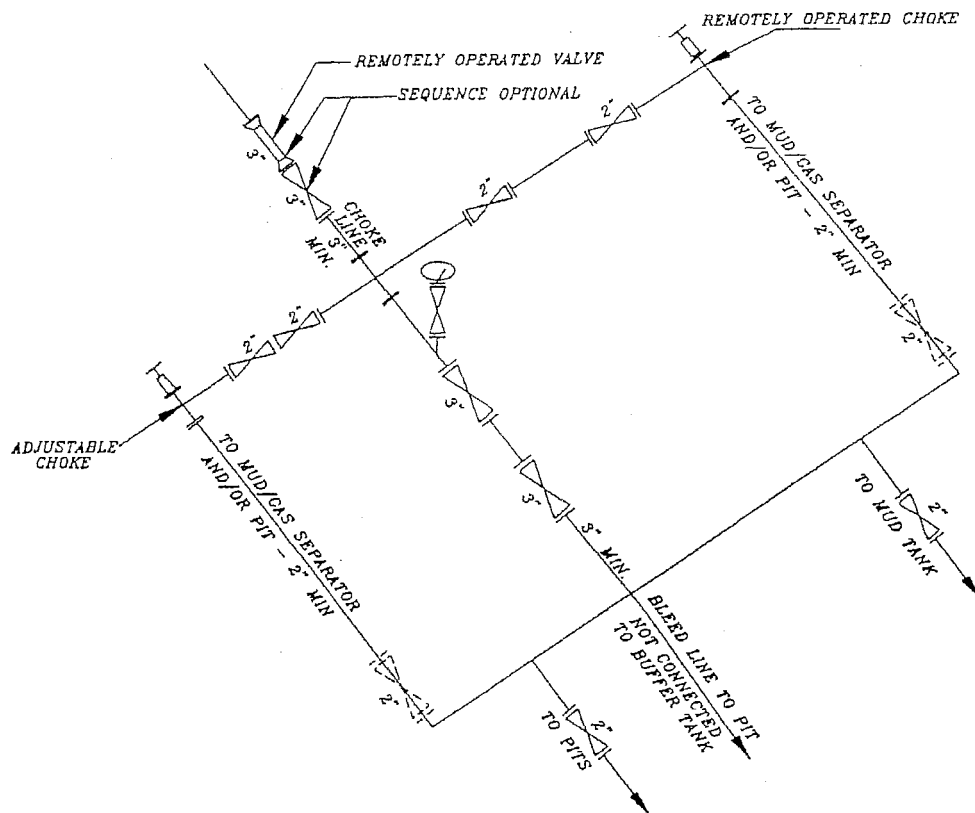 REMOTELY OPERATED CHOKE
REMOTELY OPERATED VALVE
SEQUENCE OPTIONAL
3"
3"
CHOKE
LINE
3"
MIN.
2"
2"
TO MUD/GAS SEPARATOR
AND/OR PIT - 2" MIN
2"
2"
2"
3"
ADJUSTABLE
CHOKE
TO MUD/GAS SEPARATOR
AND/OR PIT - 2" MIN
2"
3"
3" MIN.
2"
TO MUD TANK
BLEED LINE TO PIT
NOT CONNECTED
TO BUFFER TANK
2"
TO PITS